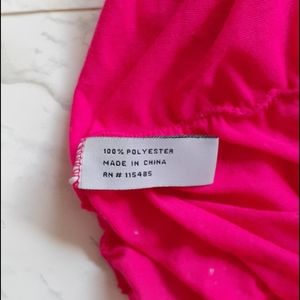 100% POLYESTER
MADE IN CHINA
RN # 115485